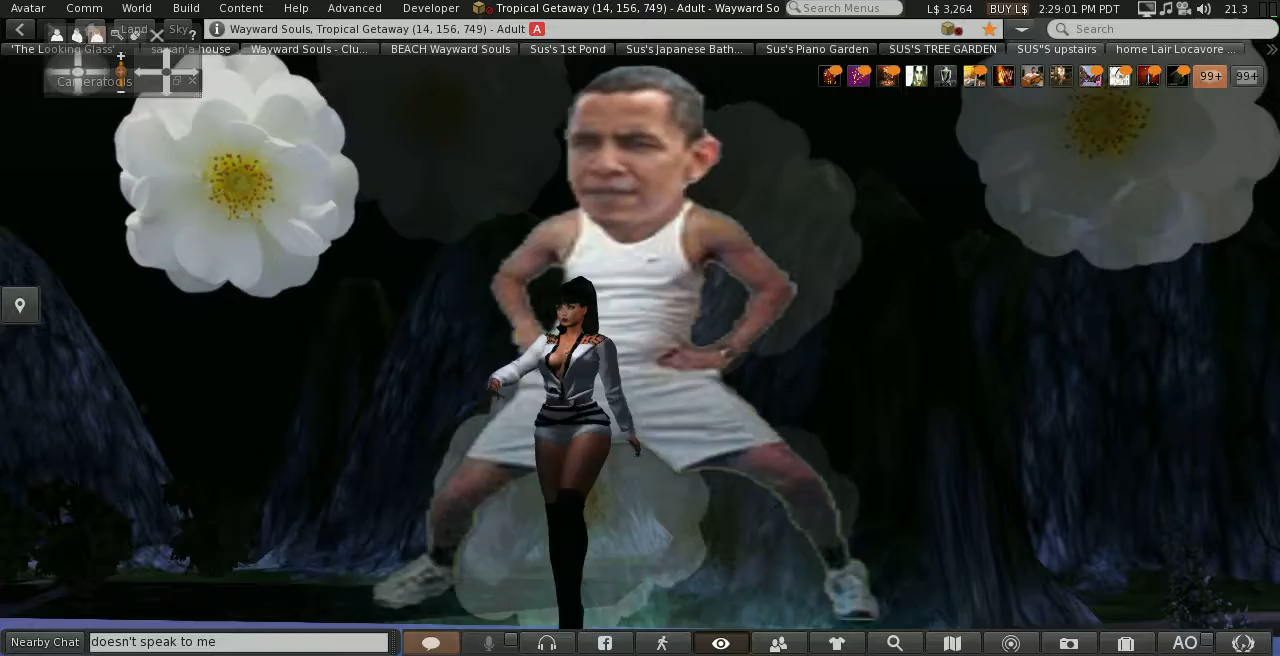 Avatar Comm World Build Content Help Advanced Developer Tropical Getaway (14, 156, 749) - Adult - Wayward So Search Menus L$ 3,264 BUY L$ 2:29:01 PM PDT 21.3
Land Sky ? Wayward Souls, Tropical Getaway (14, 156, 749) - Adult A Search
'The Looking Glass' house Wayward Souls - Clu... BEACH Wayward Souls Sus's 1st Pond Sus's Japanese Bath... Sus's Piano Garden SUS'S TREE GARDEN SUS"S upstairs home Lair Locavore ...
Cameratools 99+ 99+
Nearby Chat doesn't speak to me AO